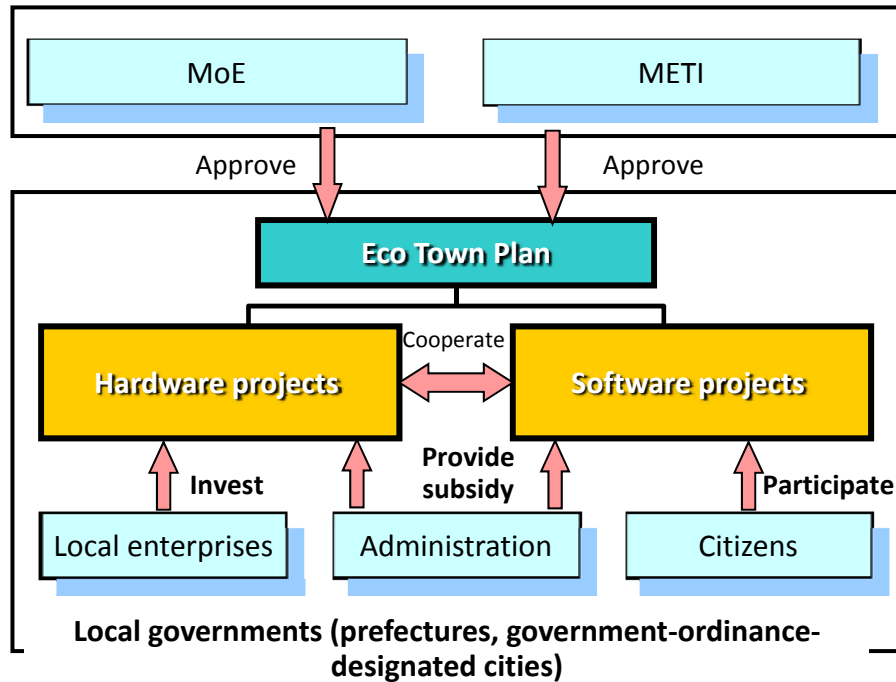 MoE
METI
Approve
Approve
Eco Town Plan
Cooperate
Hardware projects
Software projects
Invest
Provide
subsidy
Participate
Local enterprises
Administration
Citizens
Local governments (prefectures, government-ordinance-
designated cities)